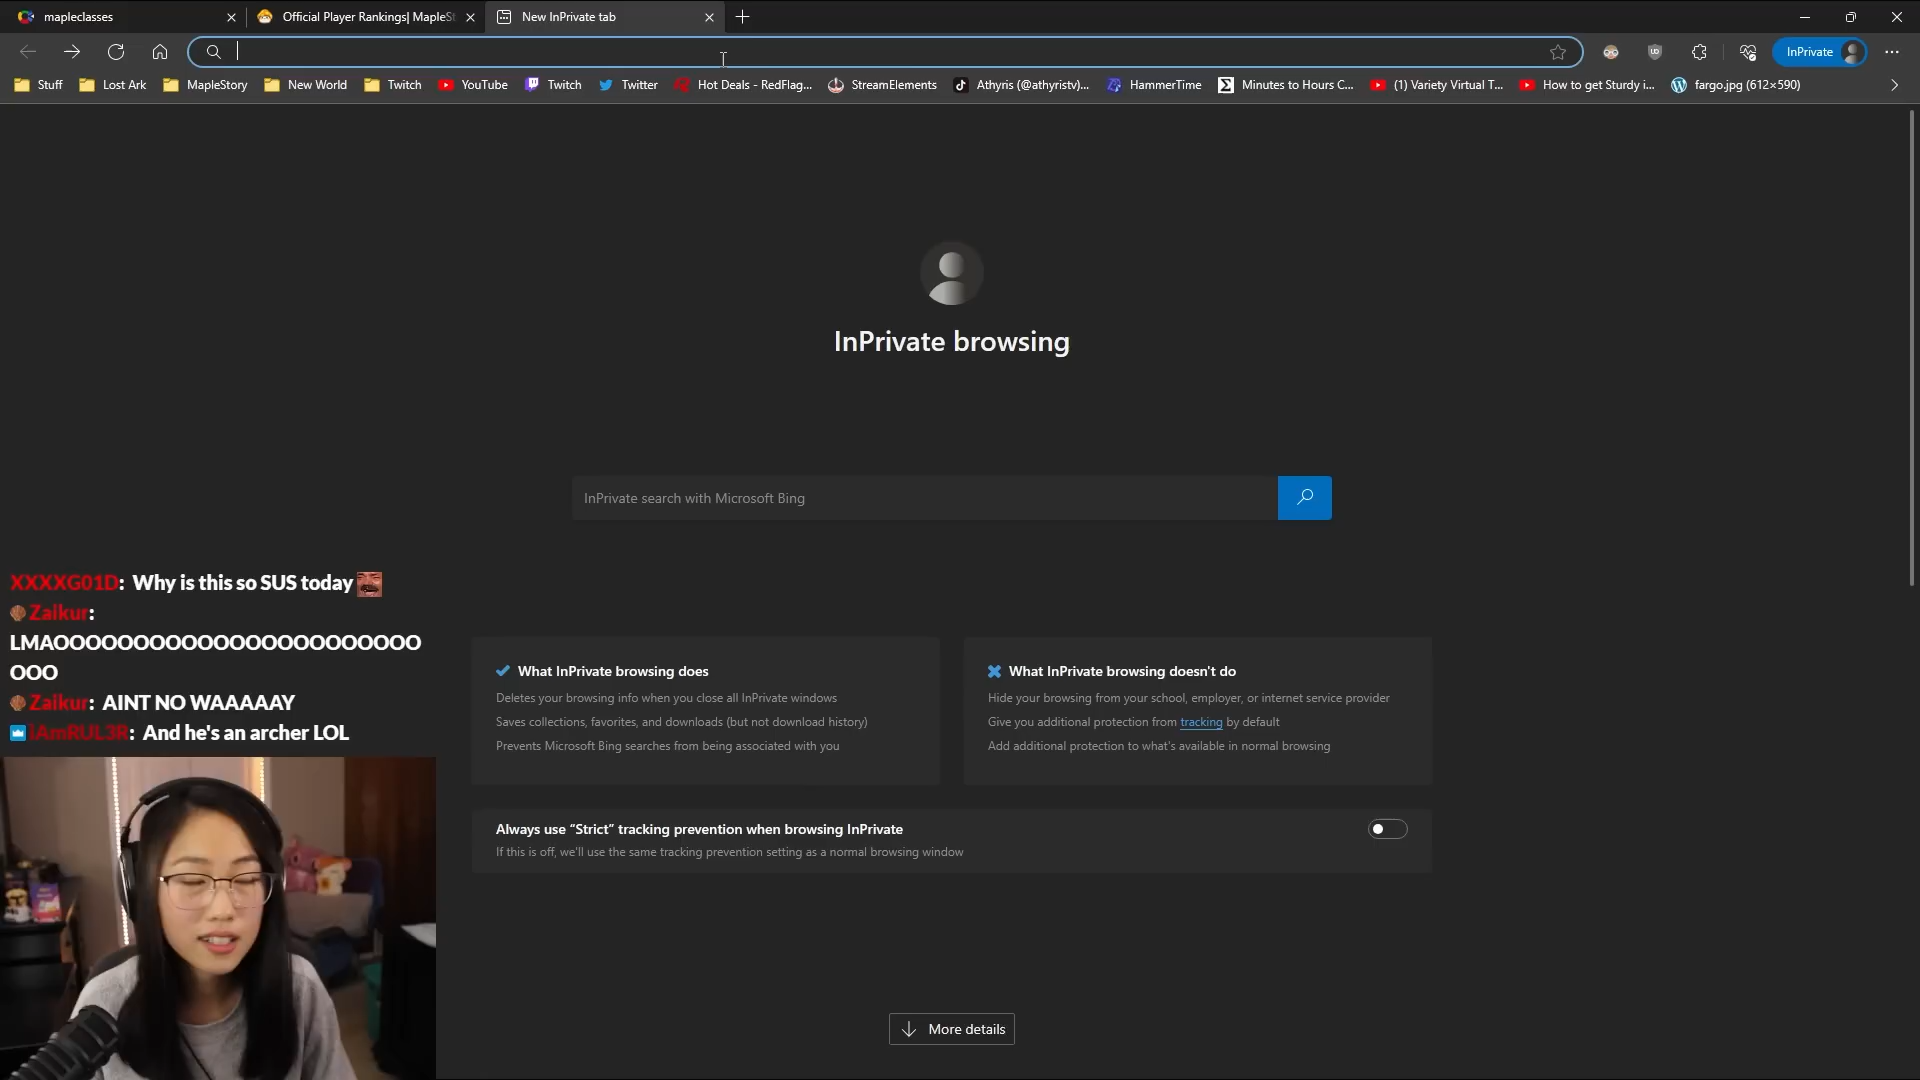 mapleclasses
Official Player Rankings| MapleSt
New InPrivate tab
InPrivate
Stuff
Lost Ark
MapleStory
New World
Twitch
YouTube
Twitch
Twitter
Hot Deals - RedFlag...
StreamElements
Athyris (@athyristv)...
HammerTime
Minutes to Hours C...
(1) Variety Virtual T...
How to get Sturdy i...
fargo.jpg (612×590)
InPrivate browsing
InPrivate search with Microsoft Bing
XXXXG01D: Why is this so SUS today
Zaikur:
LMAOOOOOOOOOOOOOOOOOOOOOOO
OOO
Zaikur: AINT NO WAAAAAY
iAmRUL3R: And he's an archer LOL
What InPrivate browsing does
Deletes your browsing info when you close all InPrivate windows
Saves collections, favorites, and downloads (but not download history)
Prevents Microsoft Bing searches from being associated with you
What InPrivate browsing doesn't do
Hide your browsing from your school, employer, or internet service provider
Give you additional protection from tracking by default
Add additional protection to what's available in normal browsing
Always use “Strict” tracking prevention when browsing InPrivate
If this is off, we'll use the same tracking prevention setting as a normal browsing window
More details